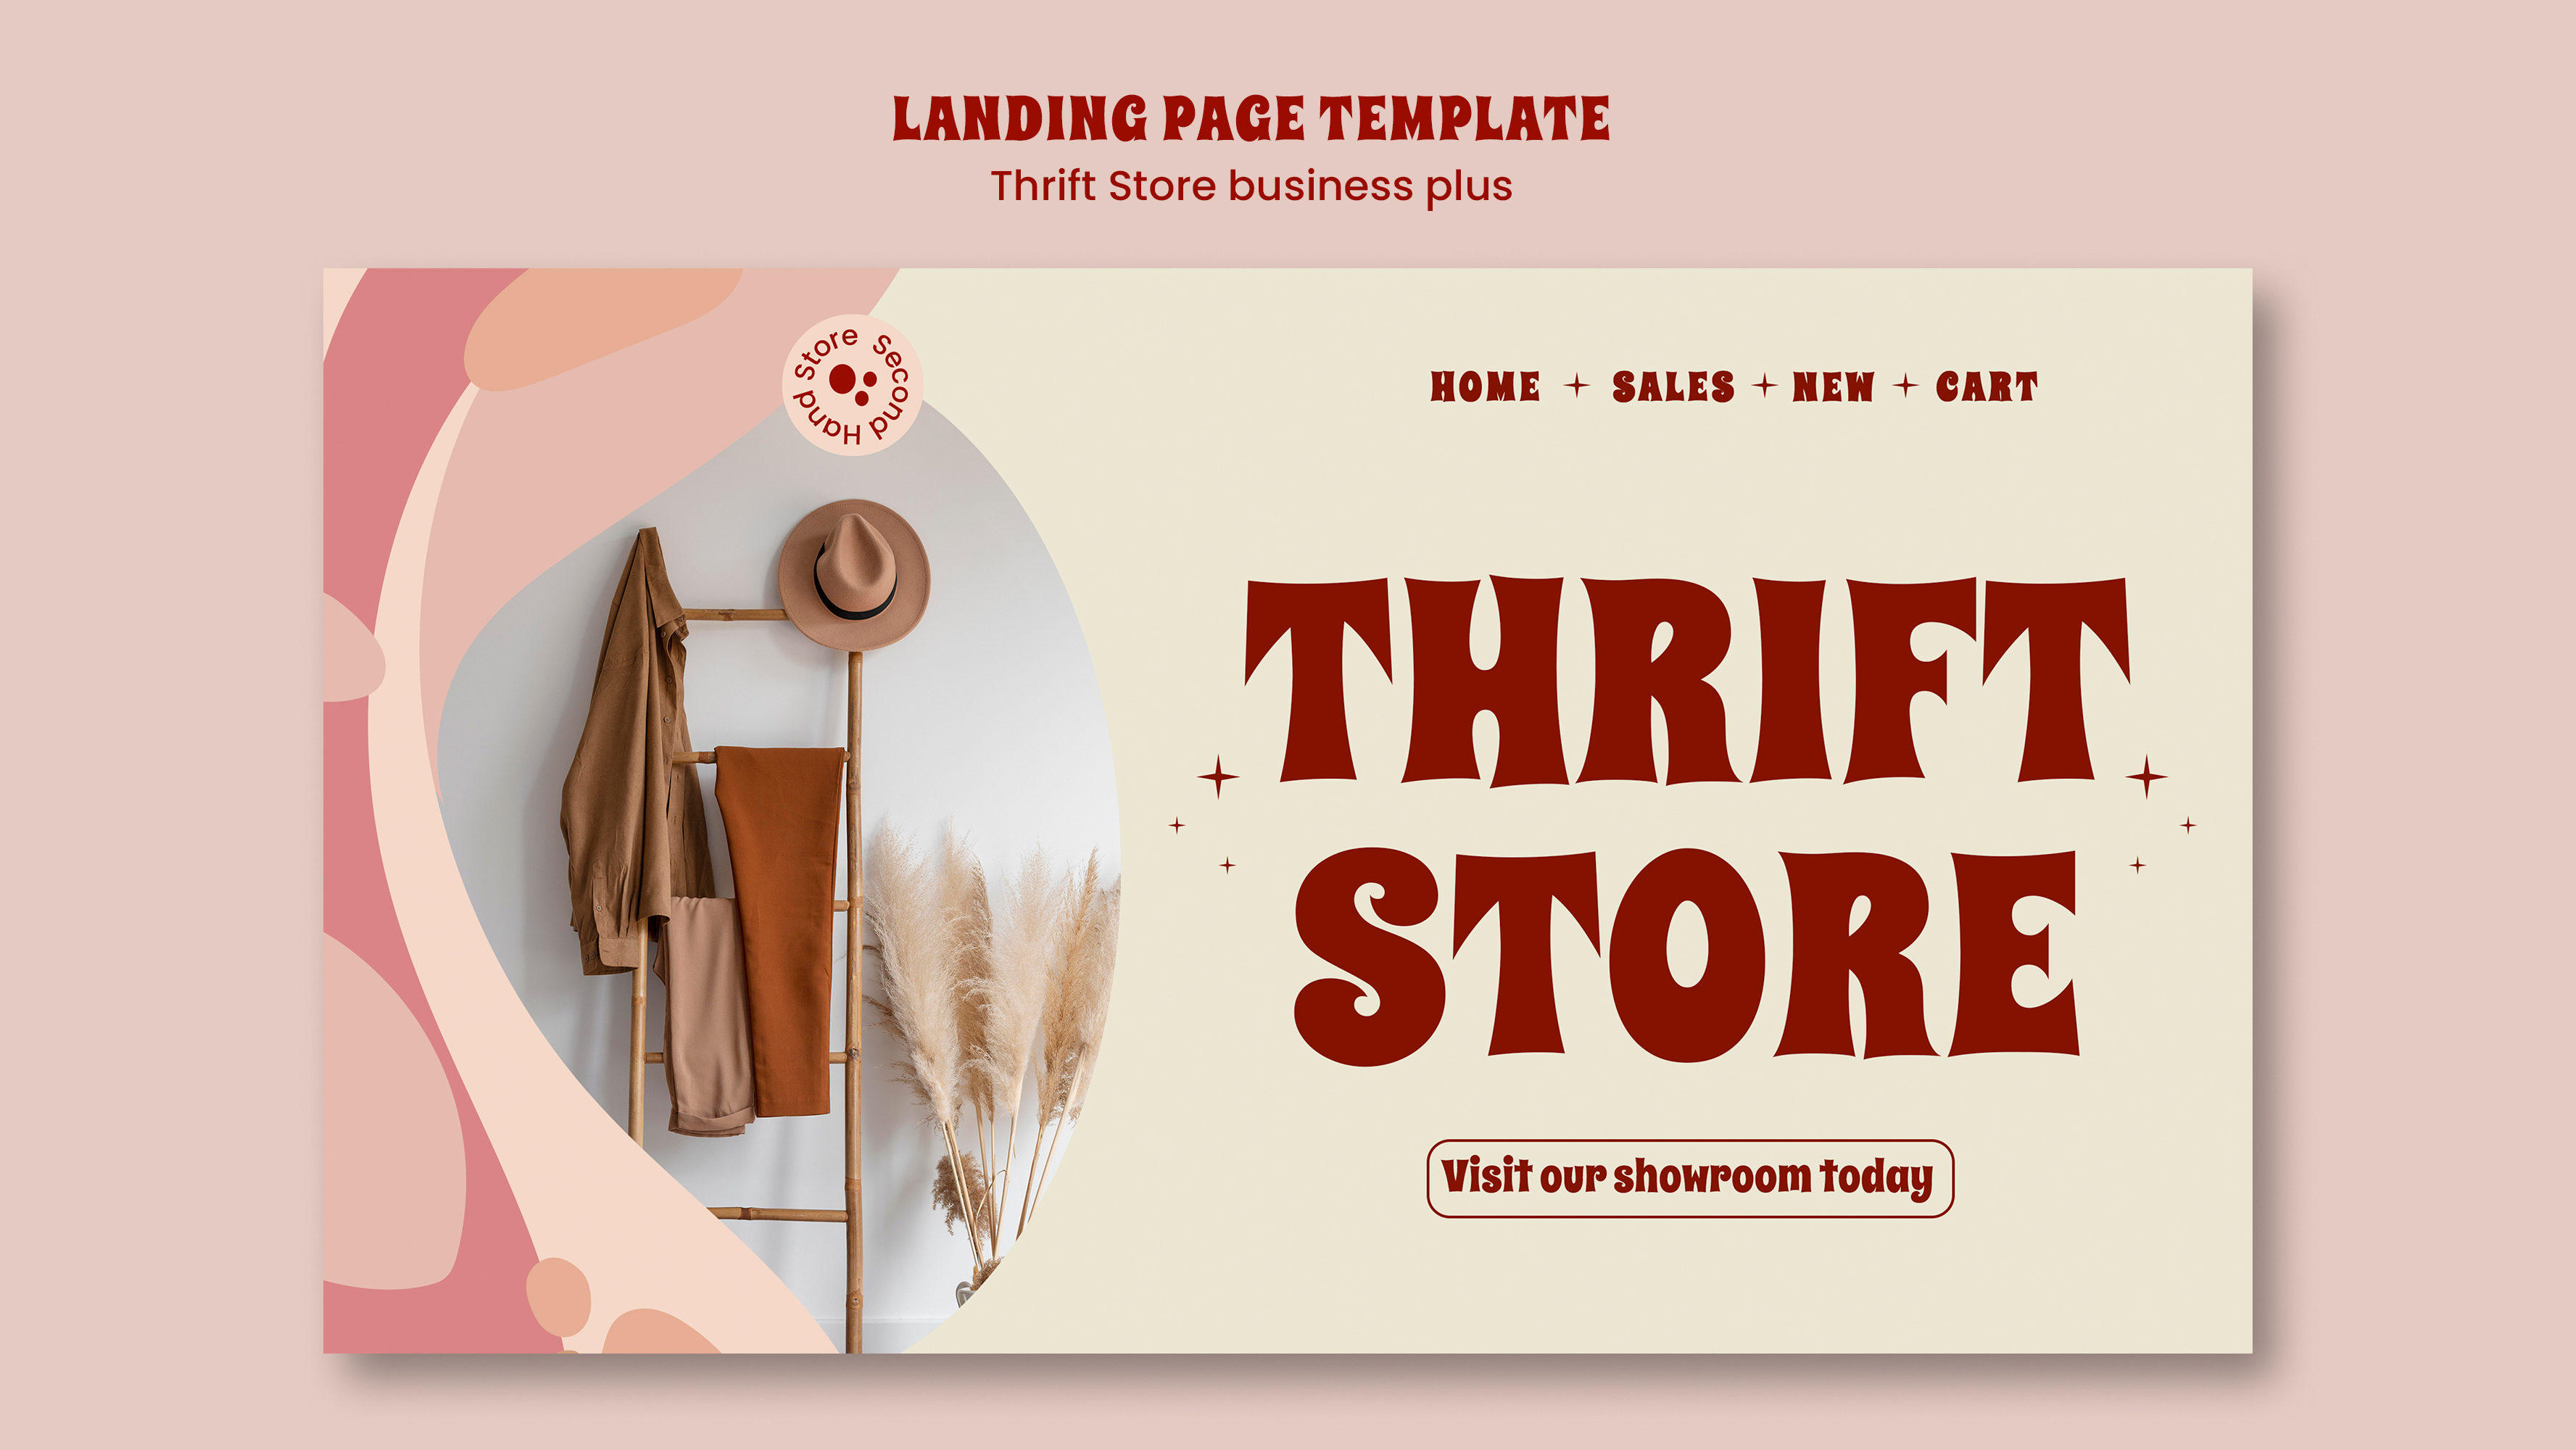 LANDING PAGE TEMPLATE
Thrift Store business plus
Second Hand Store
HOME SALES NEW CART
THRIFT
STORE
Visit our showroom today